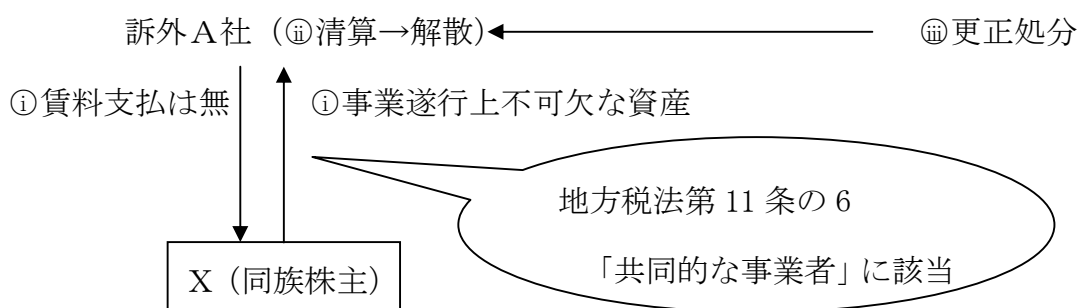 訴外A社(ⅱ清算→解散)
ⅲ更正処分
ⓘ賃料支払は無
ⓘ事業遂行上不可欠な資産
地方税法第 11 条の 6
「共同的な事業者」に該当
X(同族株主)